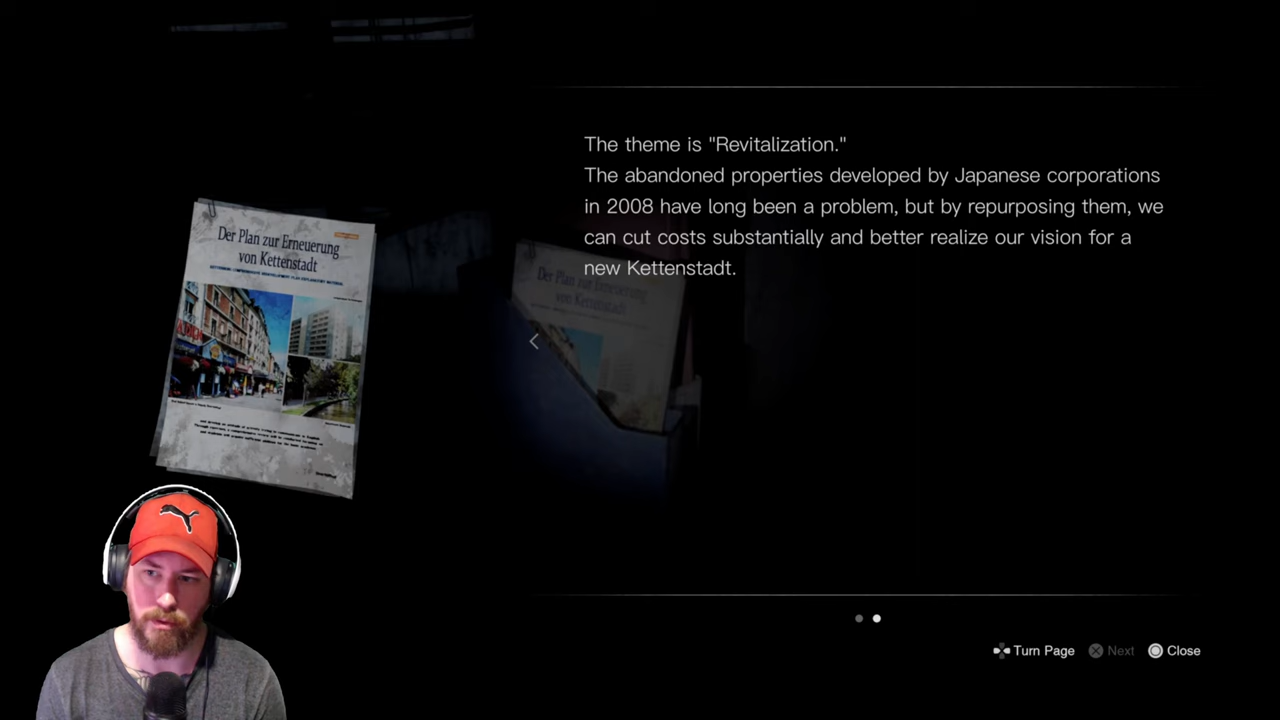 The theme is "Revitalization."
The abandoned properties developed by Japanese corporations
in 2008 have long been a problem, but by repurposing them, we
can cut costs substantially and better realize our vision for a
new Kettenstadt.
Der Plan zur Erneuerung
von Kettenstadt
Der Plan zur Erneuerung
von Kettenstadt
Turn Page
Next
Close